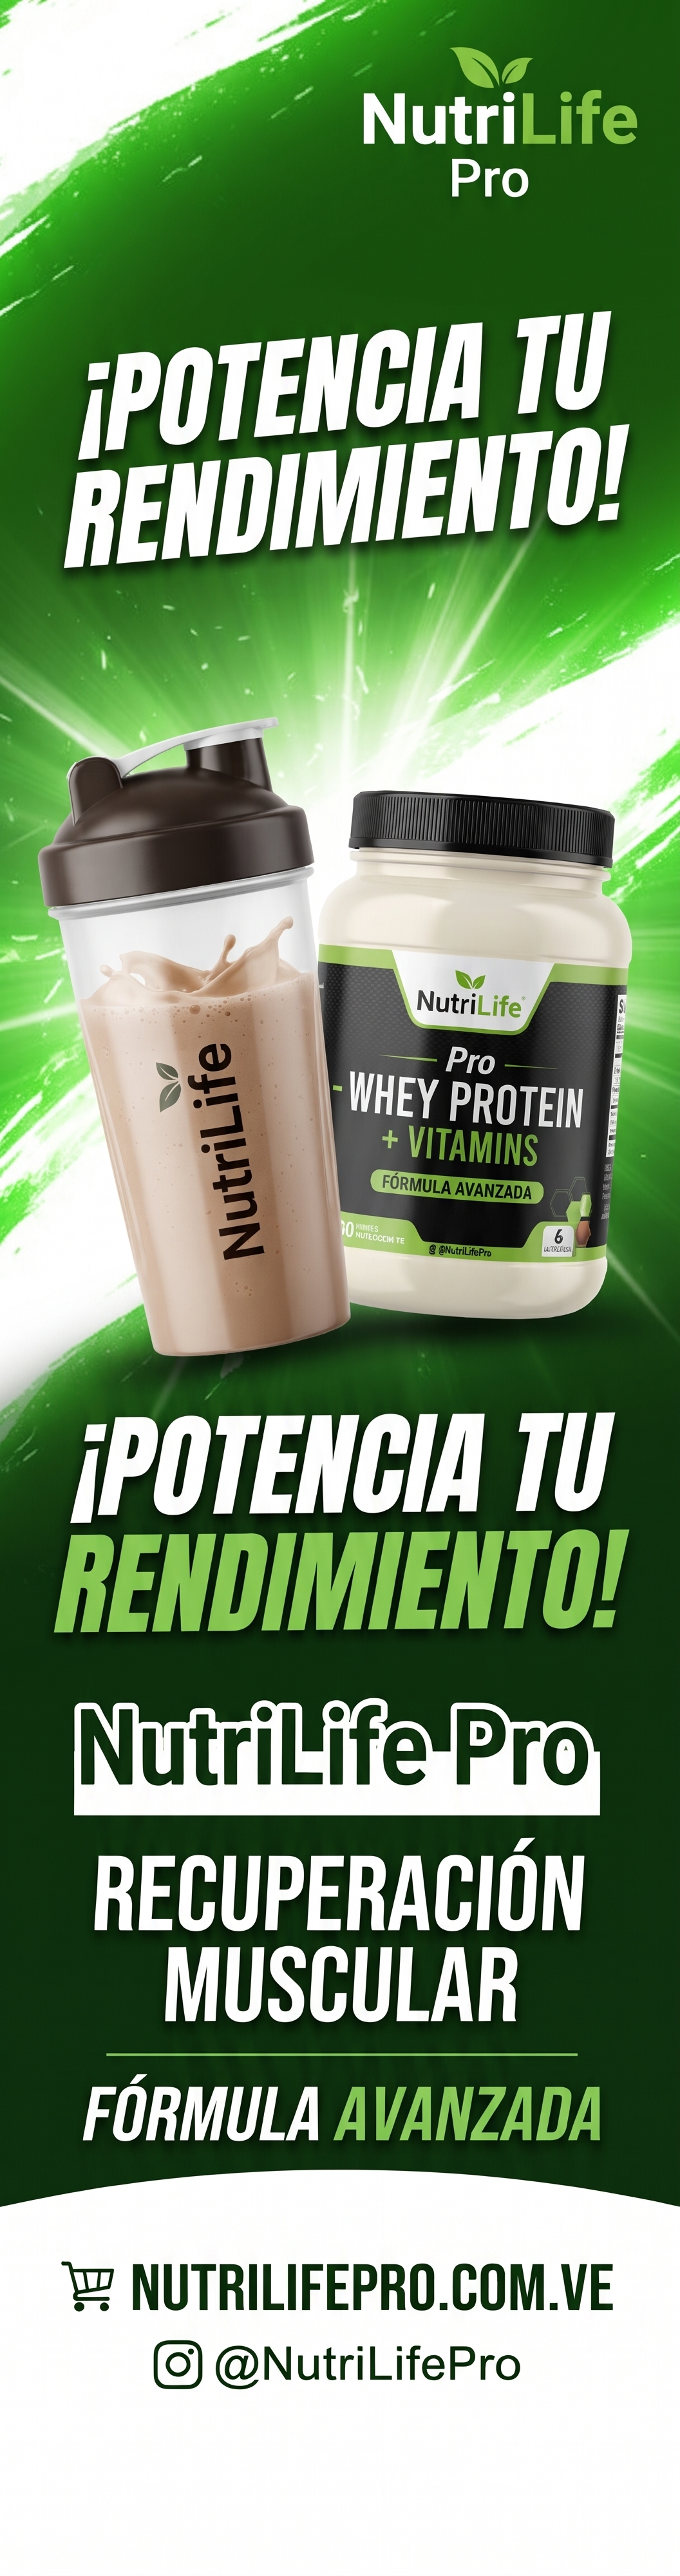 NutriLife
Pro
¡POTENCIA TU
RENDIMIENTO!
NutriLife
NutriLife
Pro
WHEY PROTEIN
+ VITAMINS
FÓRMULA AVANZADA
@ @NutriLifePro
6
¡POTENCIA TU
RENDIMIENTO!
NutriLife Pro
RECUPERACIÓN
MUSCULAR
FÓRMULA AVANZADA
NUTRILIFEPRO.COM.VE
@NutriLifePro